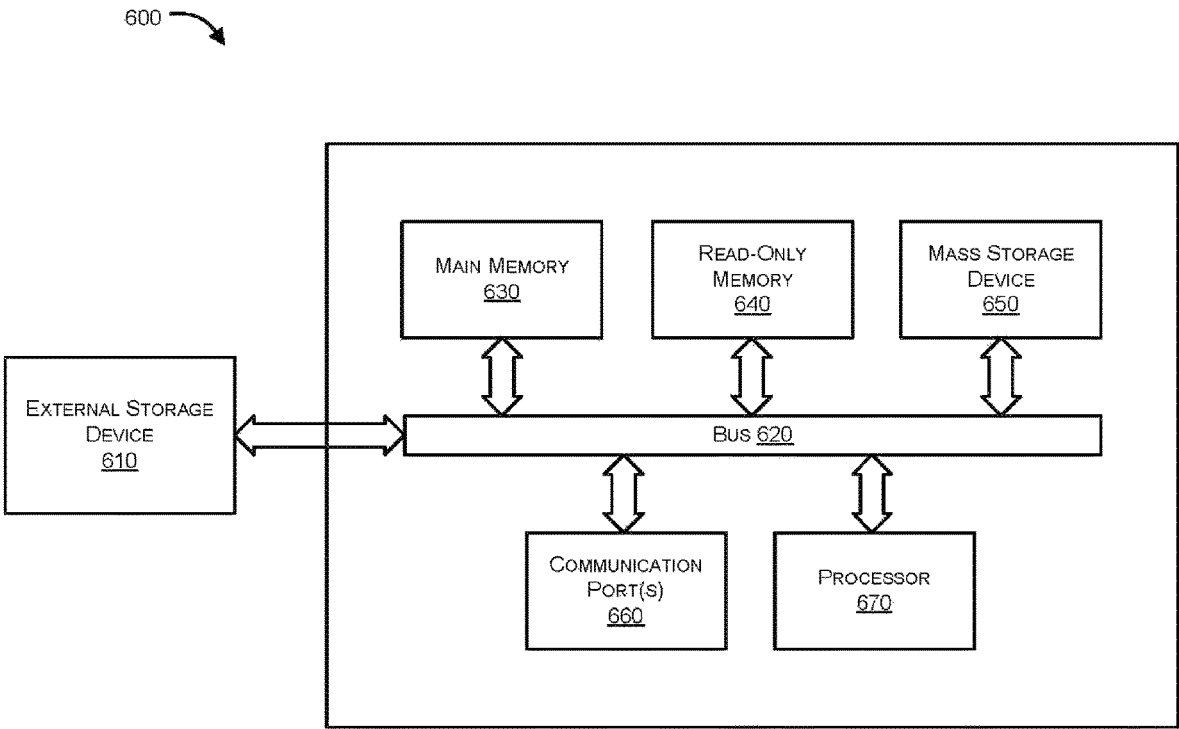 600
MAIN MEMORY
630
READ-ONLY
MEMORY
640
MASS STORAGE
DEVICE
650
EXTERNAL STORAGE
DEVICE
610
BUS 620
COMMUNICATION
PORT(S)
660
PROCESSOR
670